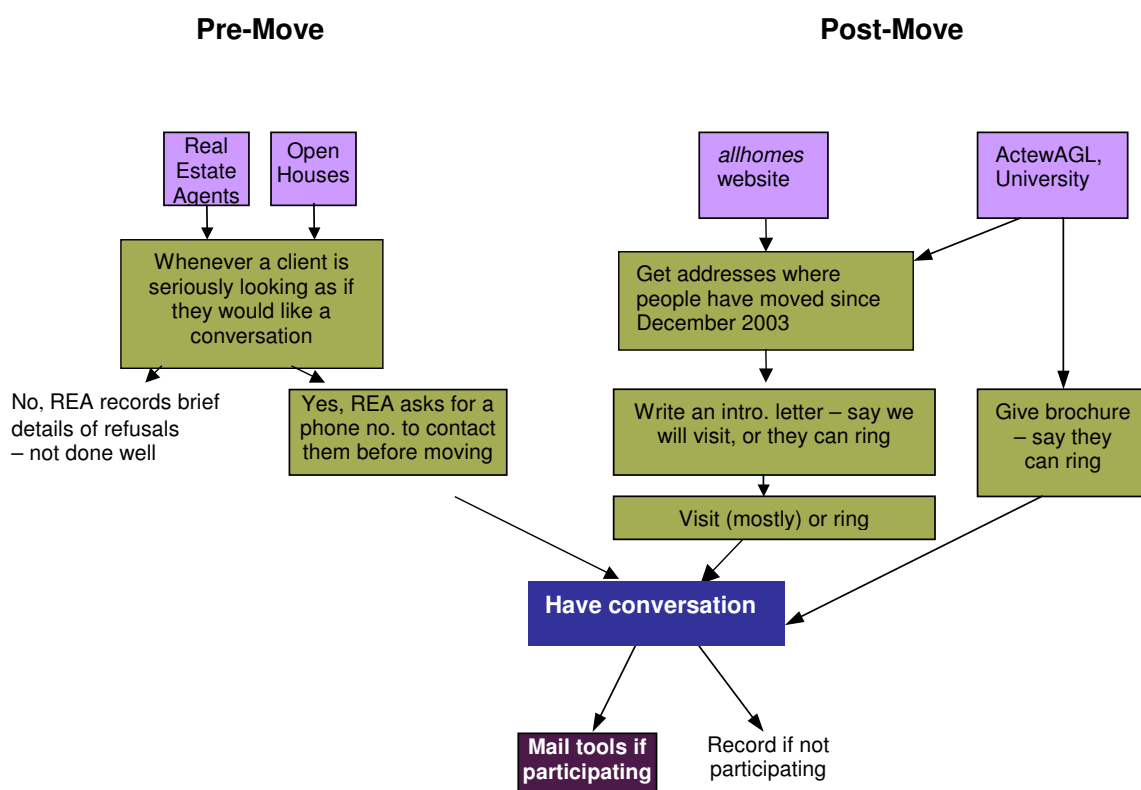 Pre-Move
Post-Move
Real
Estate
Agents
Open
Houses
allhomes
website
ActewAGL,
University
Whenever a client is
seriously looking as if
they would like a
conversation
Get addresses where
people have moved since
December 2003
No, REA records brief
details of refusals
– not done well
Yes, REA asks for a
phone no. to contact
them before moving
Write an intro. letter – say we
will visit, or they can ring
Give brochure
– say they
can ring
Visit (mostly) or ring
Have conversation
Mail tools if
participating
Record if not
participating